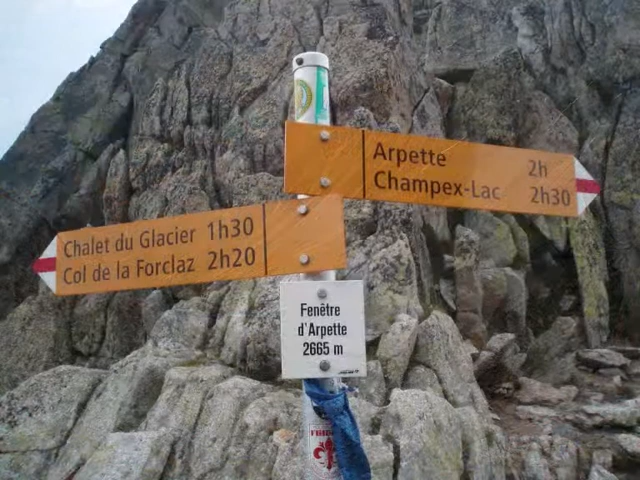 Arpette 2h
Champex-Lac 2h30
Chalet du Glacier 1h30
Col de la Forclaz 2h20
Fenêtre
d'Arpette
2665 m